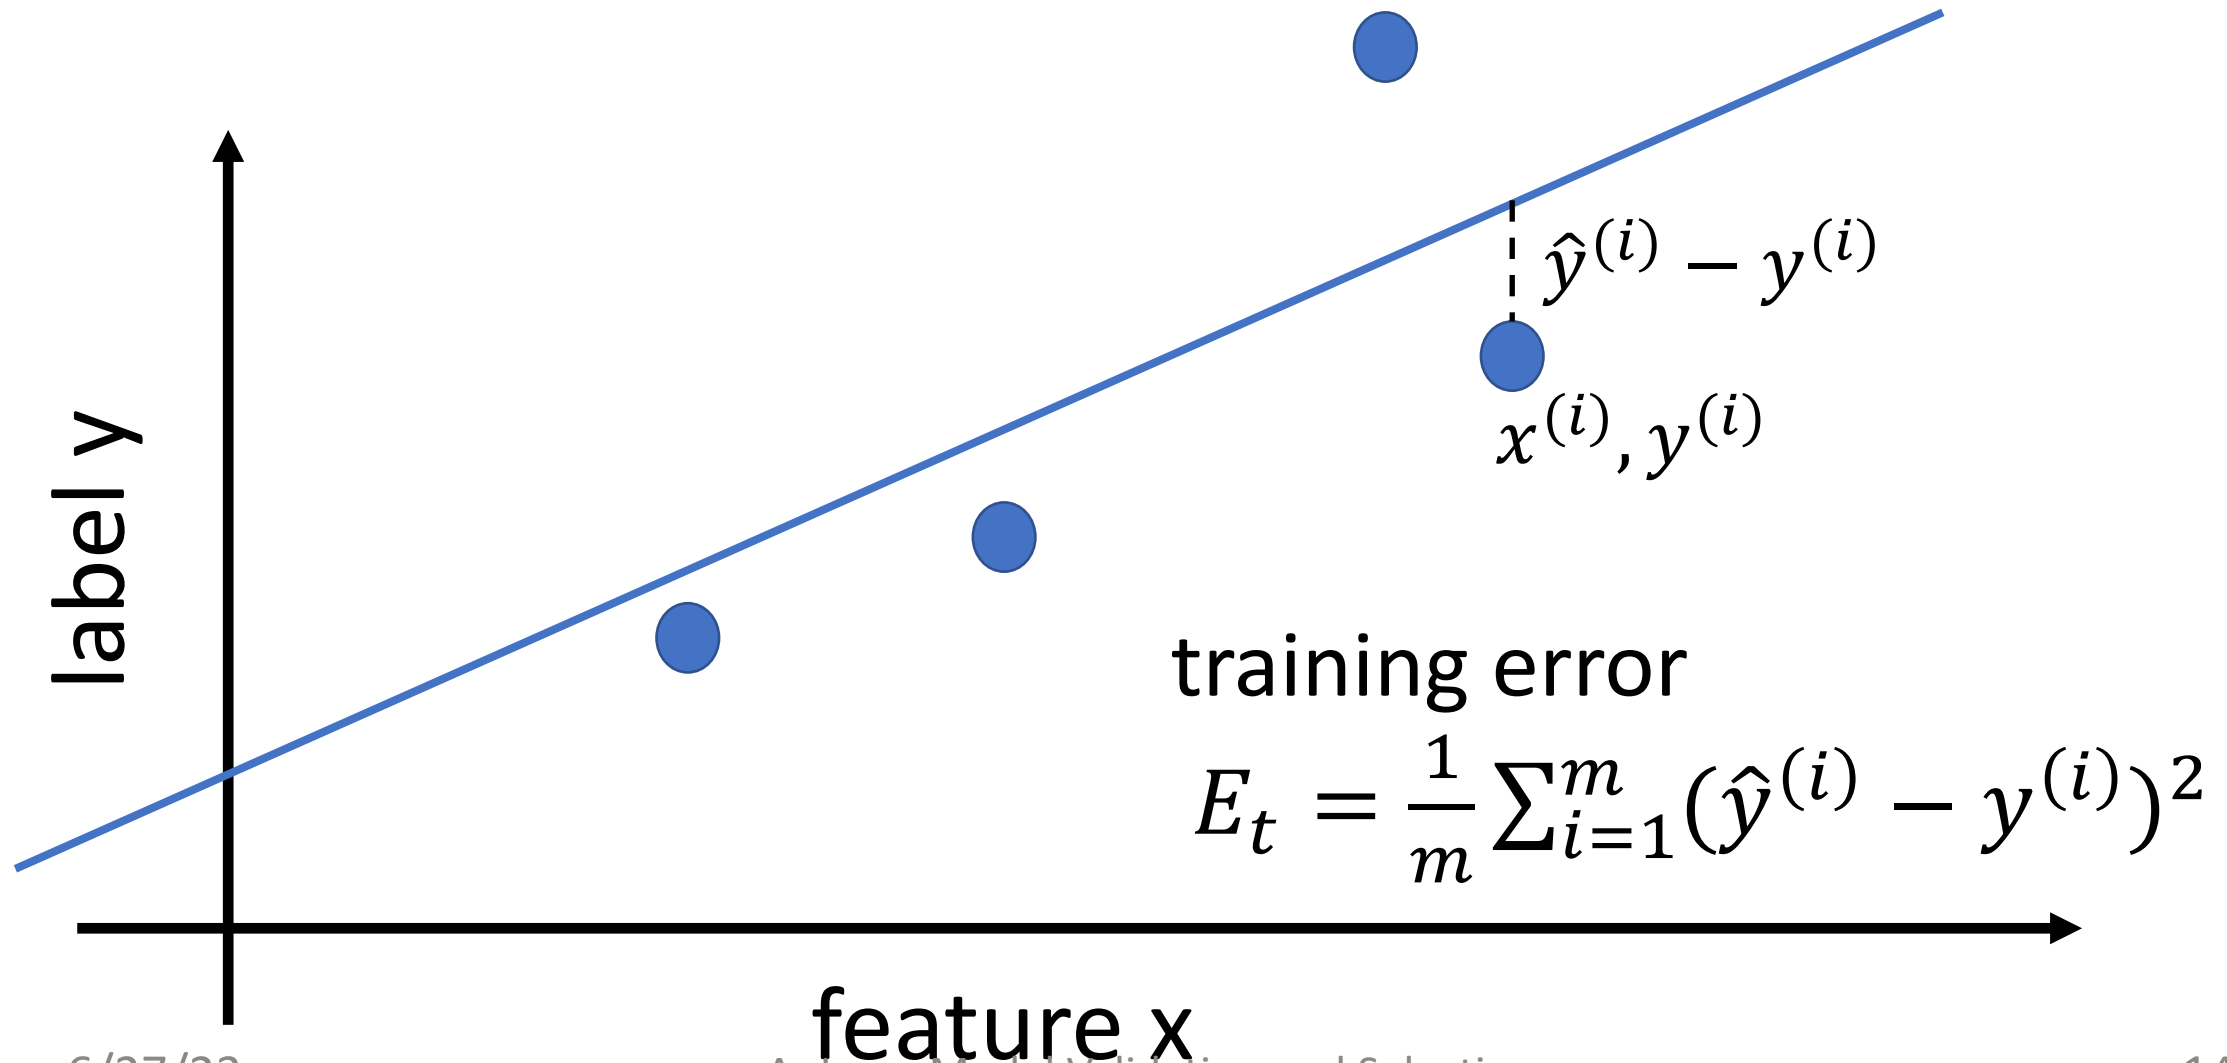 ŷ⁽ⁱ⁾ − y⁽ⁱ⁾
x⁽ⁱ⁾, y⁽ⁱ⁾
label y
training error
E_t = 1/m ∑_{i=1}^{m} (ŷ⁽ⁱ⁾ − y⁽ⁱ⁾)²
feature x